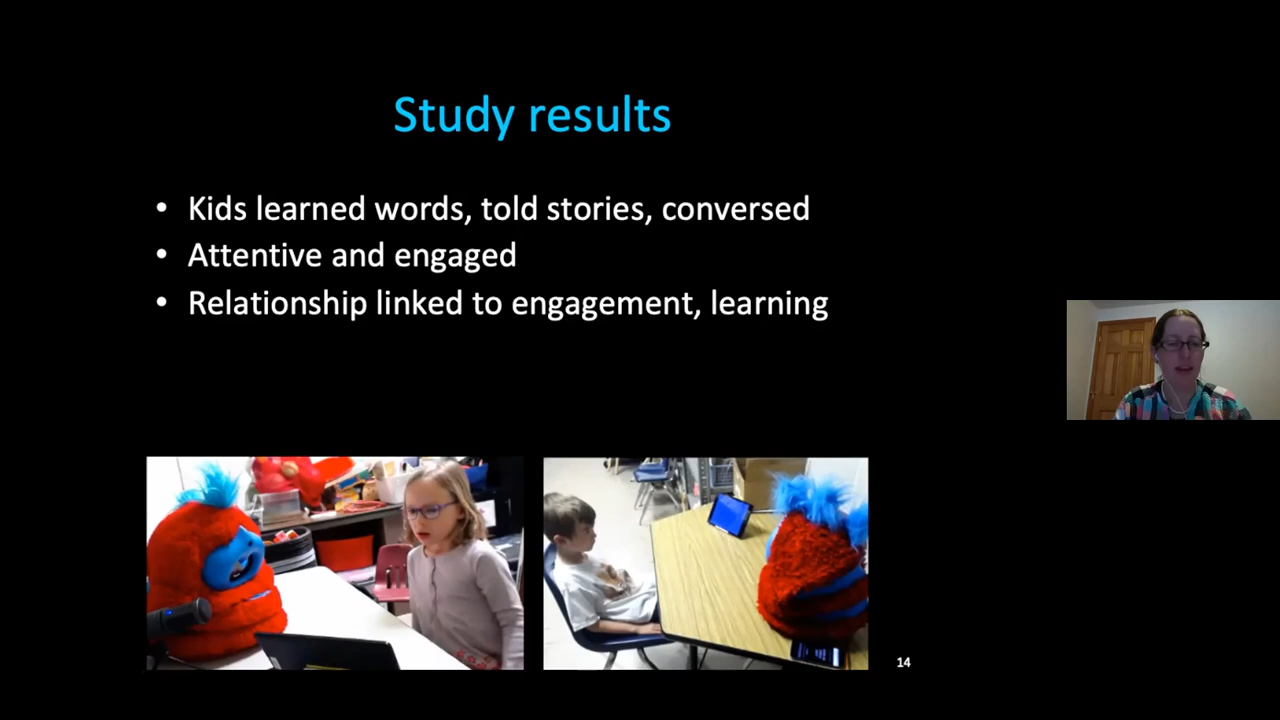 Study results
• Kids learned words, told stories, conversed
• Attentive and engaged
• Relationship linked to engagement, learning
14